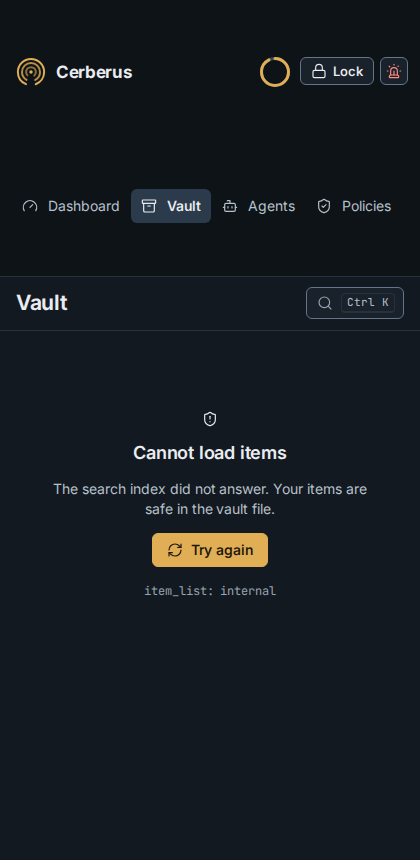 Cerberus
Lock
Dashboard Vault Agents Policies
Vault
Ctrl K
Cannot load items
The search index did not answer. Your items are
safe in the vault file.
Try again
item_list: internal